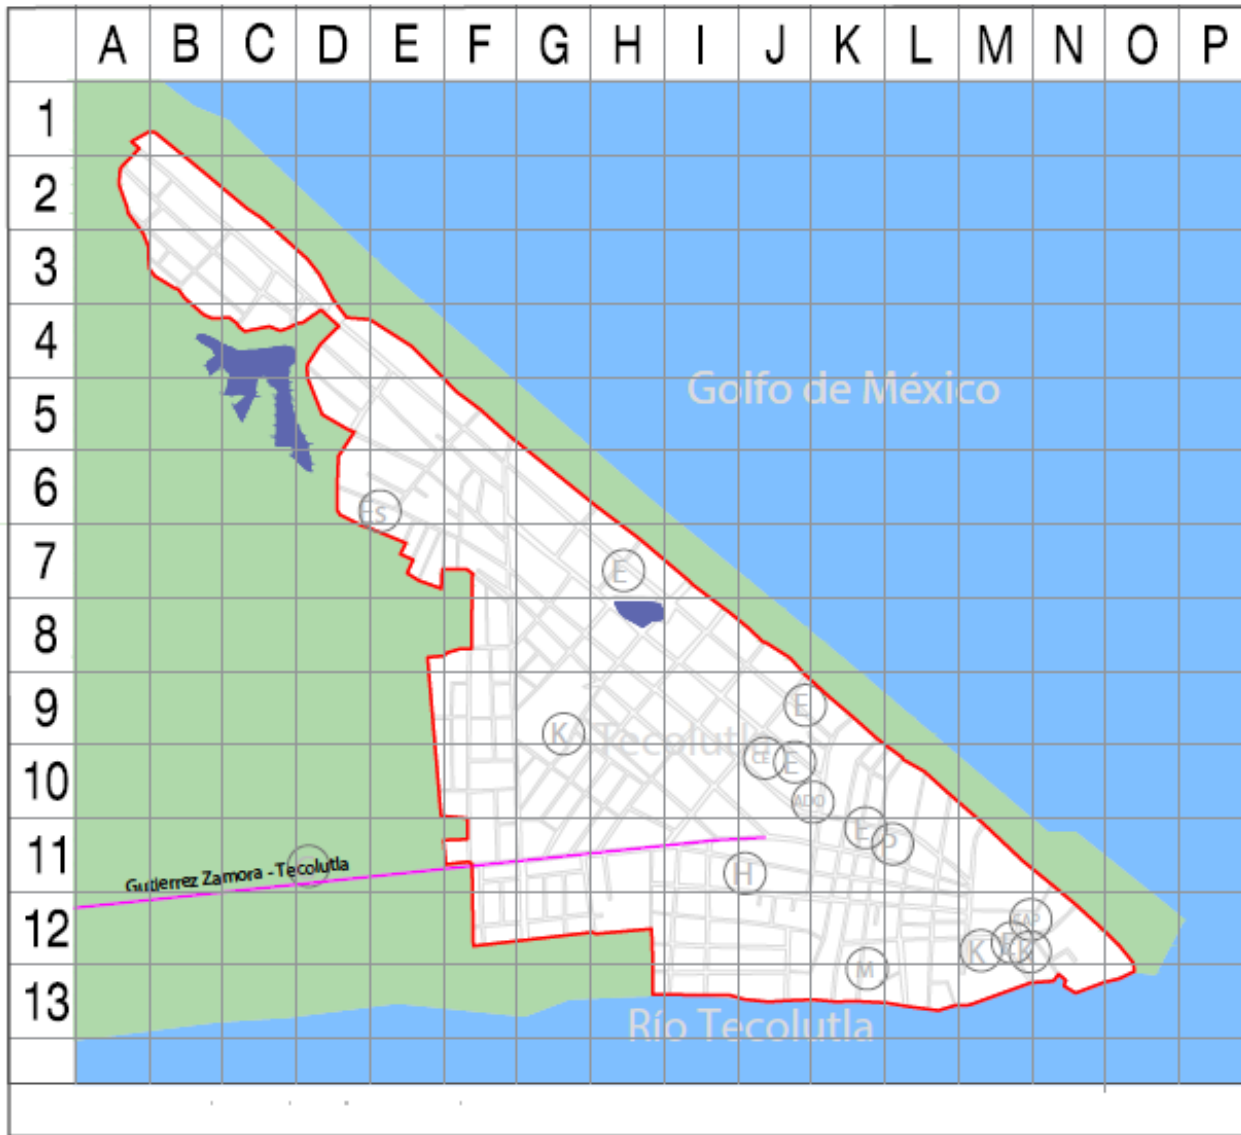 A B C D E F G H I J K L M N O P
1
2
3
4
Golfo de México
5
6
Es
7
E
8
9
E
K
Tecolutla
10
CE E
ADO
11
E P
H
Gutierrez Zamora - Tecolutla
12
CAP
K E K
M
13
Río Tecolutla